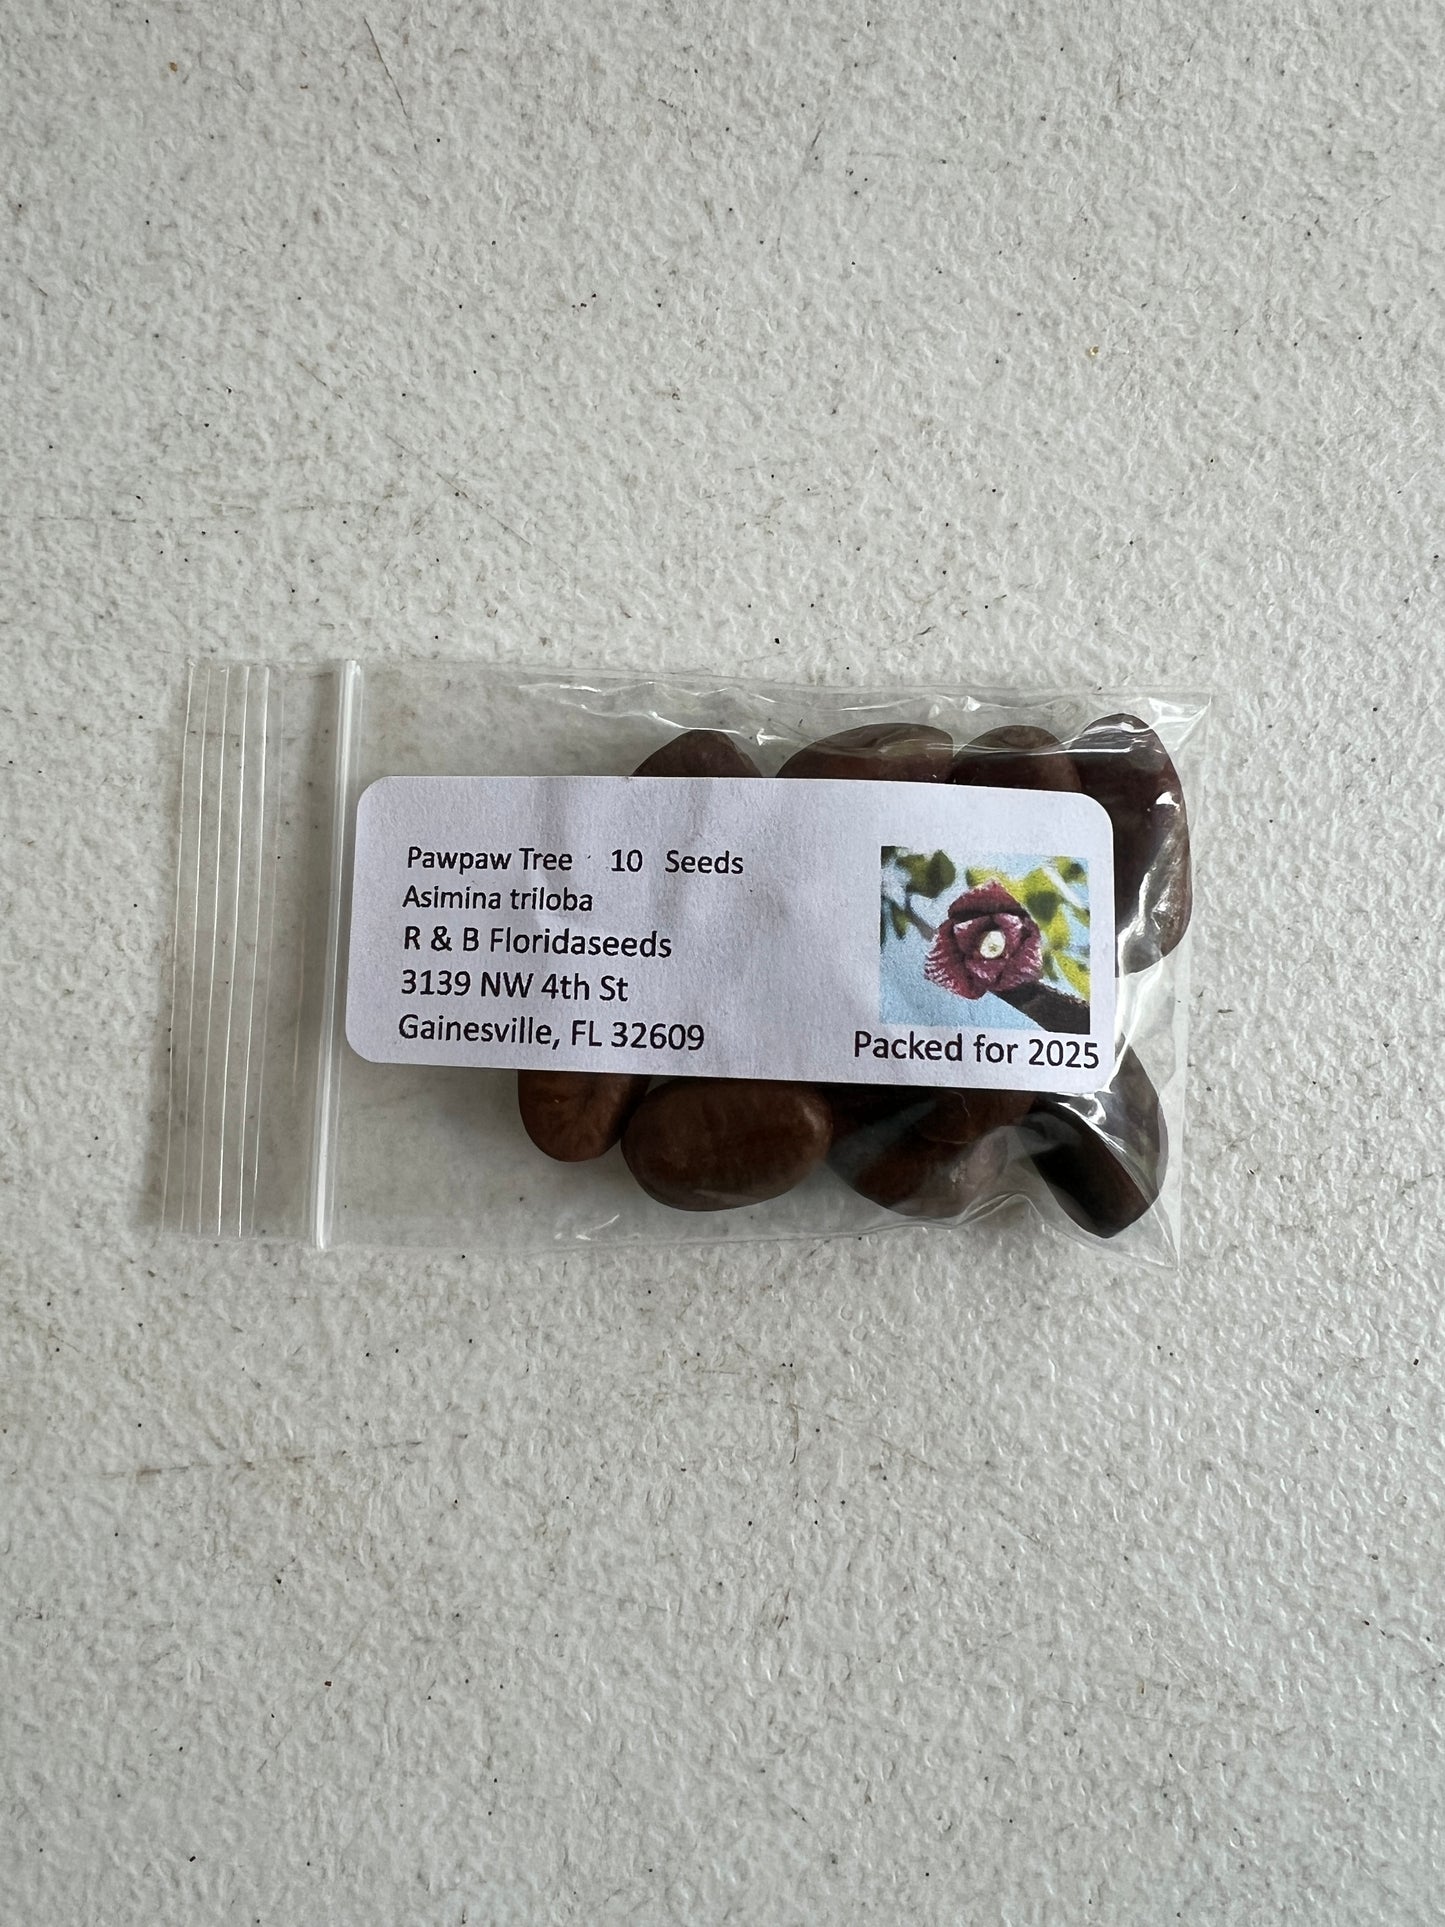 Pawpaw Tree 10 Seeds
Asimina triloba
R & B Floridaseeds
3139 NW 4th St
Gainesville, FL 32609
Packed for 2025